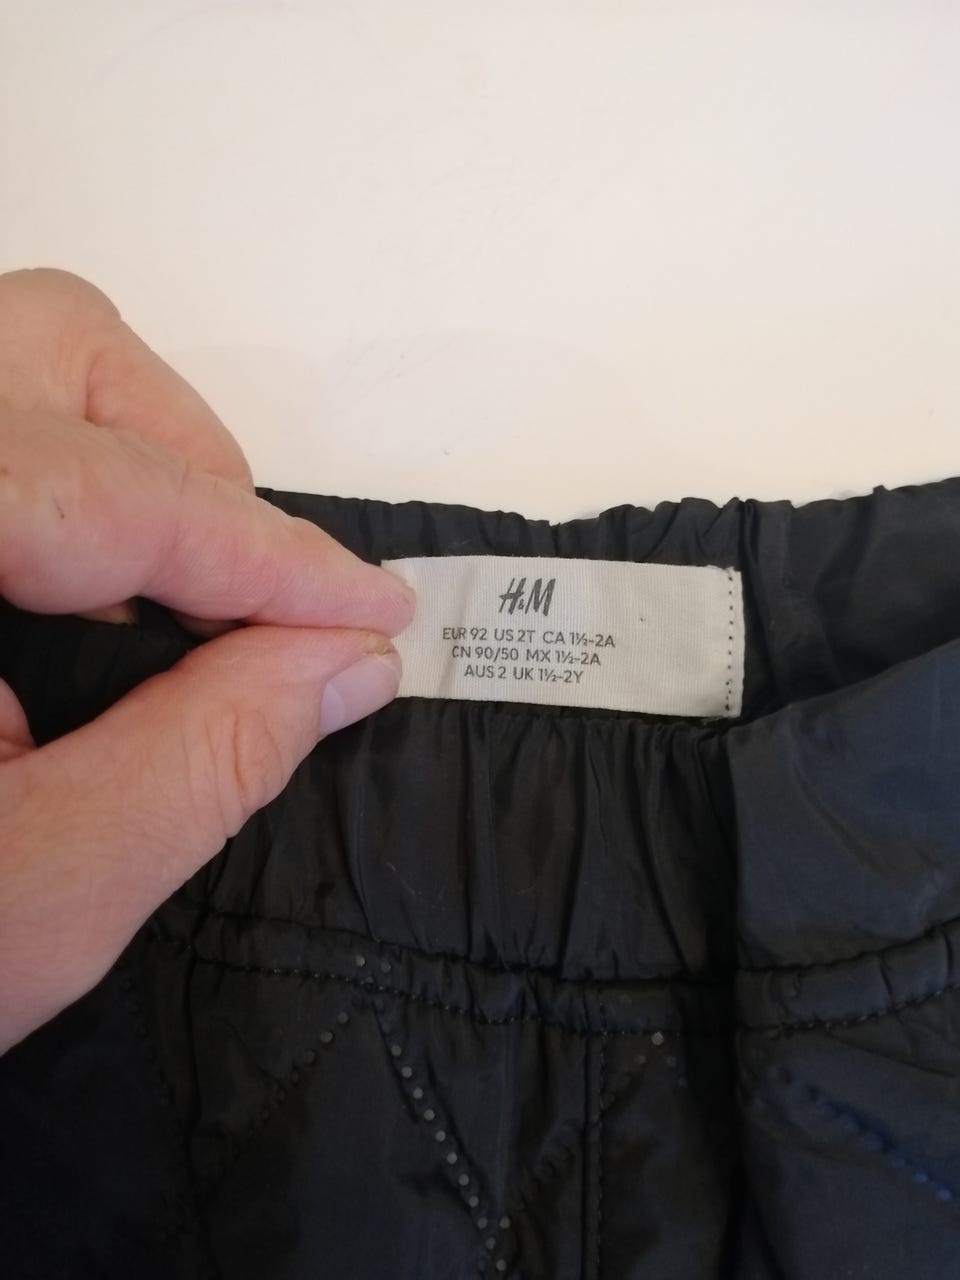 H&M
EUR 92 US 2T CA 1½-2A
CN 90/50 MX 1½-2A
AUS 2 UK 1½-2Y